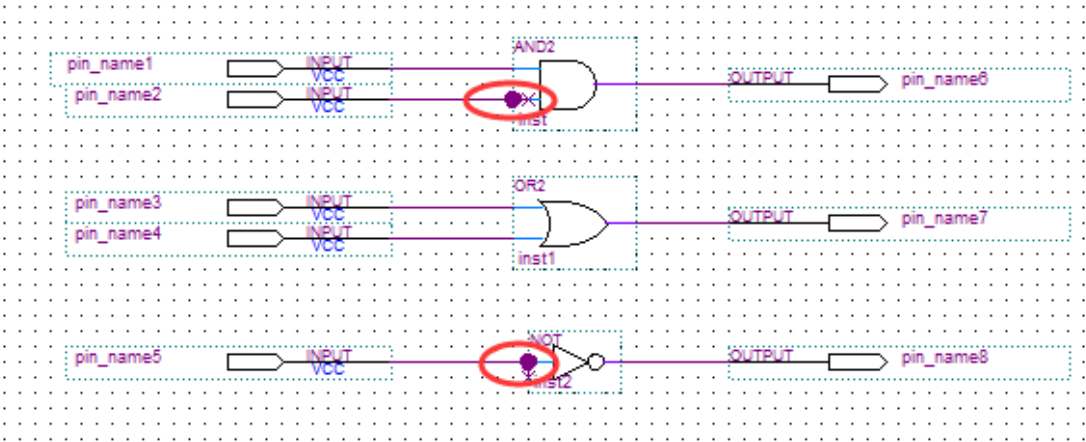 AND2
pin_name1 INPUT VCC OUTPUT pin_name6
pin_name2 INPUT VCC
inst
OR2
pin_name3 INPUT VCC OUTPUT pin_name7
pin_name4 INPUT VCC
inst1
NOT
pin_name5 INPUT VCC OUTPUT pin_name8
inst2